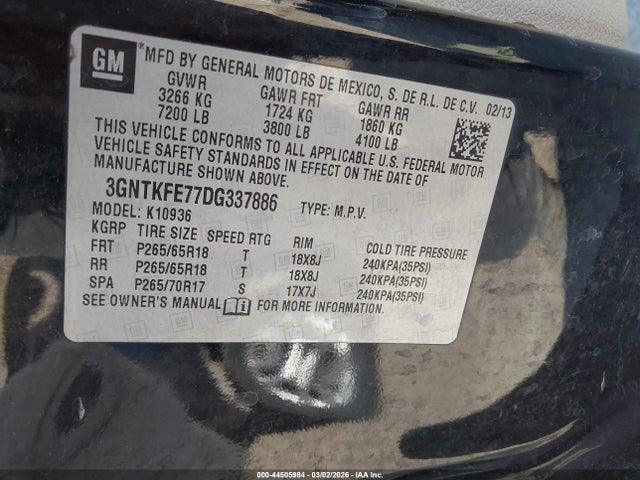 GM
MFD BY GENERAL MOTORS DE MEXICO, S. DE R.L. DE C.V. 02/13
GVWR GAWR FRT GAWR RR
3266 KG 1724 KG 1860 KG
7200 LB 3800 LB 4100 LB
THIS VEHICLE CONFORMS TO ALL APPLICABLE U.S. FEDERAL MOTOR
VEHICLE SAFETY STANDARDS IN EFFECT ON THE DATE OF
MANUFACTURE SHOWN ABOVE.
3GNTKFE77DG337886 TYPE: M.P.V.
MODEL: K10936
KGRP TIRE SIZE SPEED RTG RIM COLD TIRE PRESSURE
FRT P265/65R18 T 18X8J 240KPA(35PSI)
RR P265/65R18 T 18X8J 240KPA(35PSI)
SPA P265/70R17 S 17X7J 240KPA(35PSI)
SEE OWNER'S MANUAL FOR MORE INFORMATION.
000-44505984 | 03/02/2026 | IAA Inc.